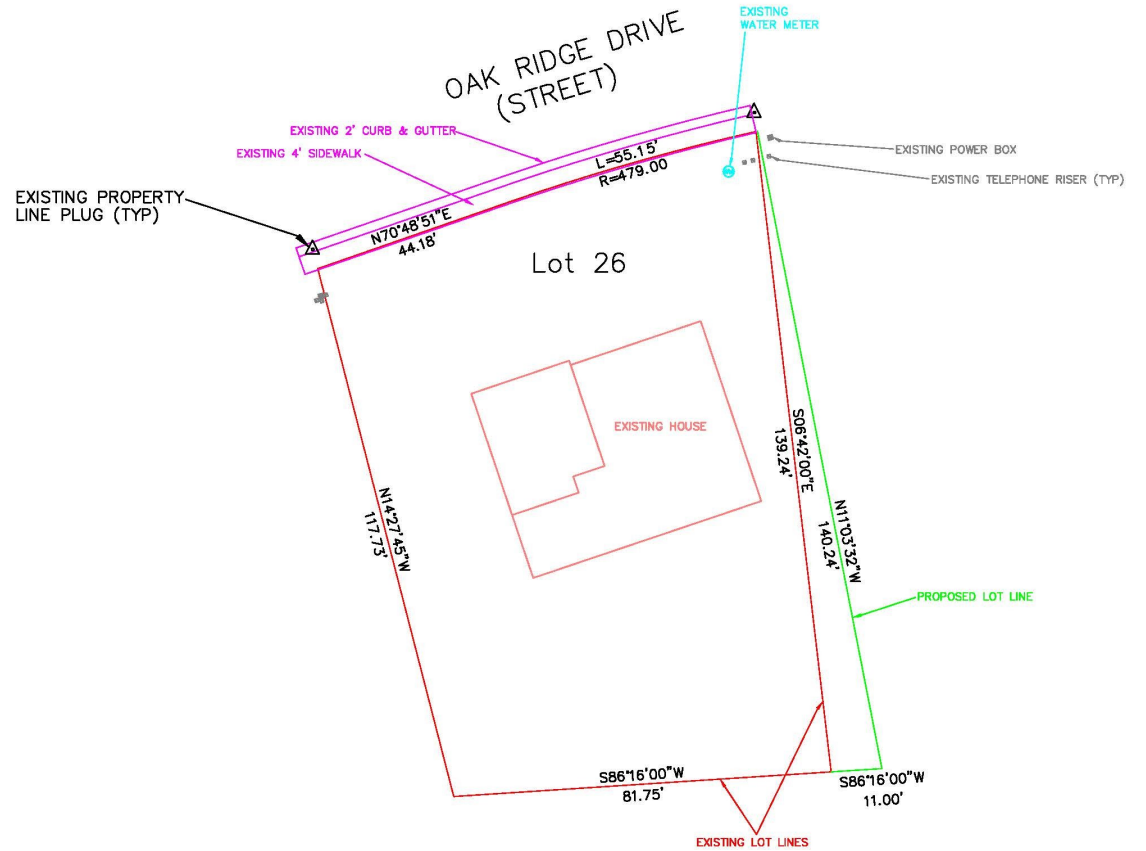 EXISTING
WATER METER
OAK RIDGE DRIVE
(STREET)
EXISTING 2' CURB & GUTTER
EXISTING 4' SIDEWALK
L=55.15'
R=479.00
EXISTING POWER BOX
EXISTING TELEPHONE RISER (TYP)
EXISTING PROPERTY
LINE PLUG (TYP)
N70°48'51"E
44.18'
Lot 26
EXISTING HOUSE
S06°42'00"E
139.24'
N14°27'45"W
117.73'
N11°03'32"W
140.24'
PROPOSED LOT LINE
S86°16'00"W
81.75'
S86°16'00"W
11.00'
EXISTING LOT LINES